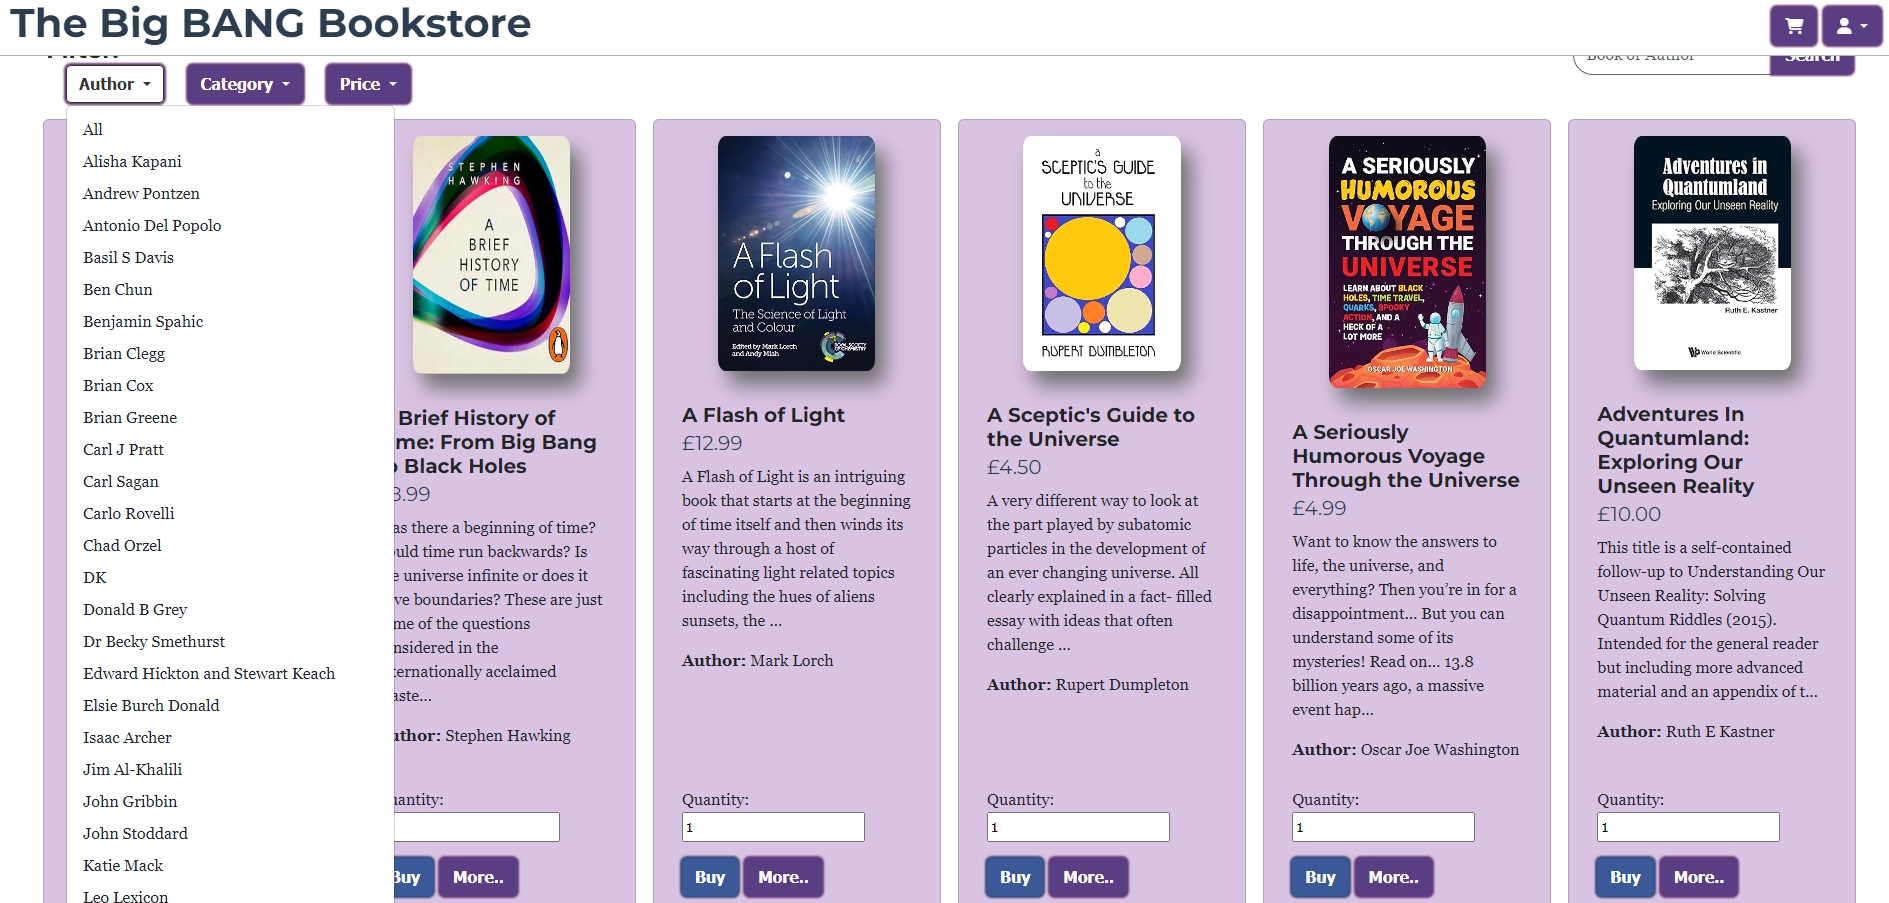 The Big BANG Bookstore
Filter:
Book or Author
Search
Author
Category
Price
All
Alisha Kapani
Andrew Pontzen
Antonio Del Popolo
Basil S Davis
Ben Chun
Benjamin Spahic
Brian Clegg
Brian Cox
Brian Greene
Carl J Pratt
Carl Sagan
Carlo Rovelli
Chad Orzel
DK
Donald B Grey
Dr Becky Smethurst
Edward Hickton and Stewart Keach
Elsie Burch Donald
Isaac Archer
Jim Al-Khalili
John Gribbin
John Stoddard
Katie Mack
Leo Lexicon
STEPHEN
HAWKING
A
BRIEF
HISTORY
OF TIME
Brief History of
me: From Big Bang
Black Holes
.99
as there a beginning of time?
uld time run backwards? Is
e universe infinite or does it
ve boundaries? These are just
me of the questions
nsidered in the
ternationally acclaimed
aste...
uthor: Stephen Hawking
uantity:
Buy
More..
A Flash
of Light
The Science of Light
and Colour
Edited by Mark Lorch
and Andy Miah
ROYAL SOCIETY
OF CHEMISTRY
A Flash of Light
£12.99
A Flash of Light is an intriguing
book that starts at the beginning
of time itself and then winds its
way through a host of
fascinating light related topics
including the hues of aliens
sunsets, the ...
Author: Mark Lorch
Quantity:
1
Buy
More..
a
SCEPTIC'S GUIDE
to the
UNIVERSE
RUPERT DUMBLETON
A Sceptic's Guide to
the Universe
£4.50
A very different way to look at
the part played by subatomic
particles in the development of
an ever changing universe. All
clearly explained in a fact- filled
essay with ideas that often
challenge ...
Author: Rupert Dumpleton
Quantity:
1
Buy
More..
A SERIOUSLY
HUMOROUS
VOYAGE
THROUGH THE
UNIVERSE
LEARN ABOUT BLACK
HOLES, TIME TRAVEL,
QUARKS, SPOOKY
ACTION, AND A
HECK OF A
LOT MORE
OSCAR JOE WASHINGTON
A Seriously
Humorous Voyage
Through the Universe
£4.99
Want to know the answers to
life, the universe, and
everything? Then you're in for a
disappointment... But you can
understand some of its
mysteries! Read on... 13.8
billion years ago, a massive
event hap...
Author: Oscar Joe Washington
Quantity:
1
Buy
More..
Adventures in
Quantumland
Exploring Our Unseen Reality
Ruth E. Kastner
World Scientific
Adventures In
Quantumland:
Exploring Our
Unseen Reality
£10.00
This title is a self-contained
follow-up to Understanding Our
Unseen Reality: Solving
Quantum Riddles (2015).
Intended for the general reader
but including more advanced
material and an appendix of t...
Author: Ruth E Kastner
Quantity:
1
Buy
More..